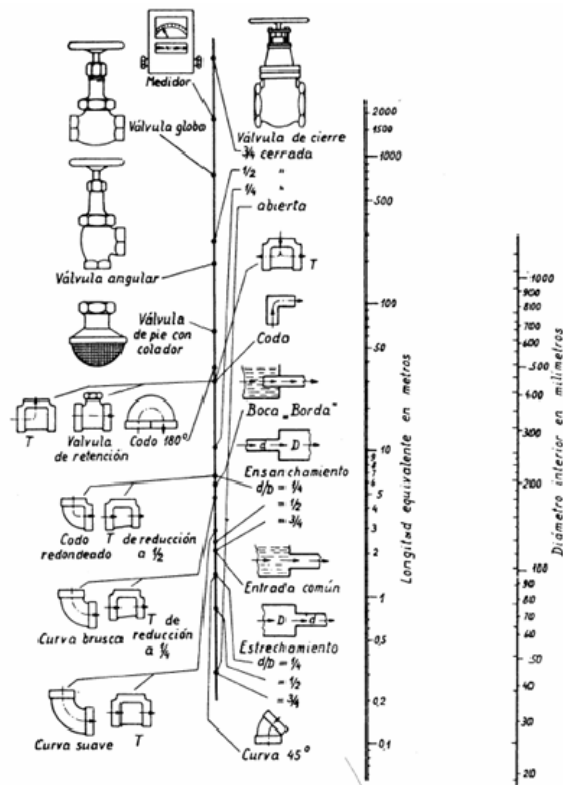 Medidor
Válvula globo
Válvula de cierre
3/4 cerrada
1/2 "
1/4 "
abierta
T
Válvula angular
Codo
Válvula
de pie con
colador
T
Valvula
de retención
Codo 180°
Boca „Borda"
d
D
Ensanchamiento
d/D = 1/4
= 1/2
= 3/4
Codo
redondeado
T de reducción
a 1/2
Entrada común
Curva brusca
T de
reducción
a 1/4
D
d
Estrechamiento
d/D = 1/4
= 1/2
= 3/4
Curva suave
T
Curva 45°
2000
1500
1000
500
100
50
10
5
4
3
2
1
0,5
0,2
0,1
Longitud equivalente en metros
1000
900
800
700
600
500
400
300
200
100
90
80
70
60
50
40
30
20
Diámetro interior en milímetros